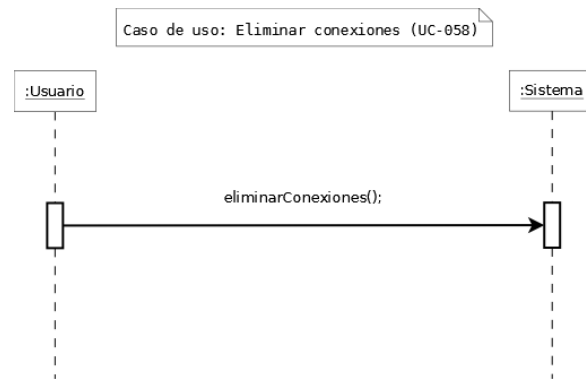 Caso de uso: Eliminar conexiones (UC-058)
:Usuario
:Sistema
eliminarConexiones();